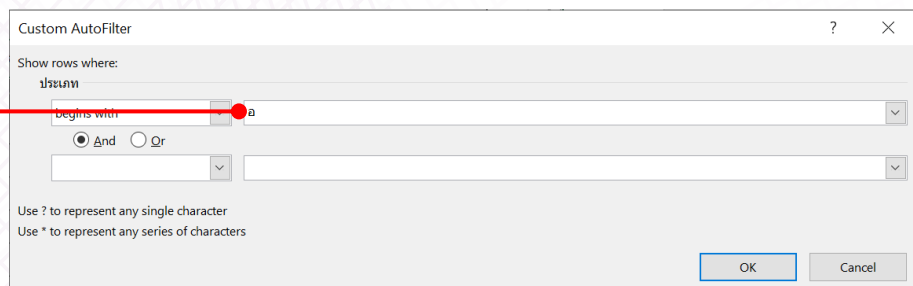 Custom AutoFilter ? ×
Show rows where:
ประเภท
begins with อ
And Or
Use ? to represent any single character
Use * to represent any series of characters
OK Cancel